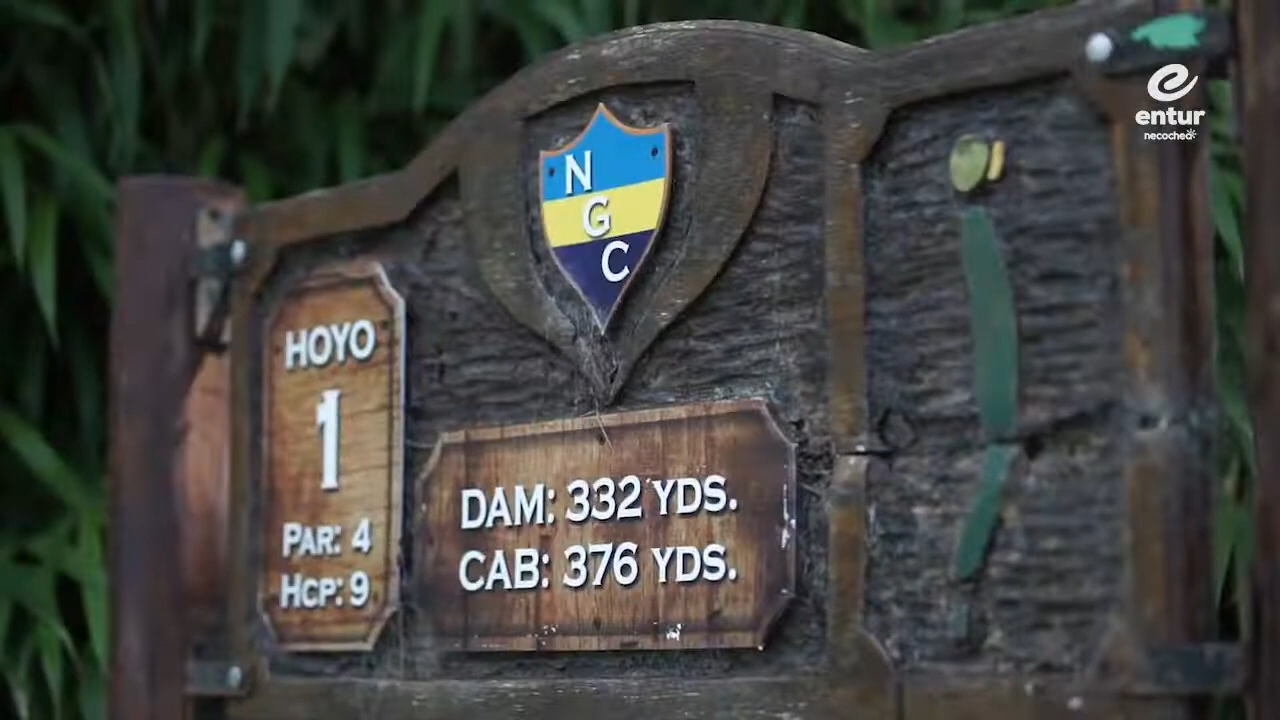 entur
necochea
N
G
C
HOYO
1
PAR: 4
HCP: 9
DAM: 332 YDS.
CAB: 376 YDS.